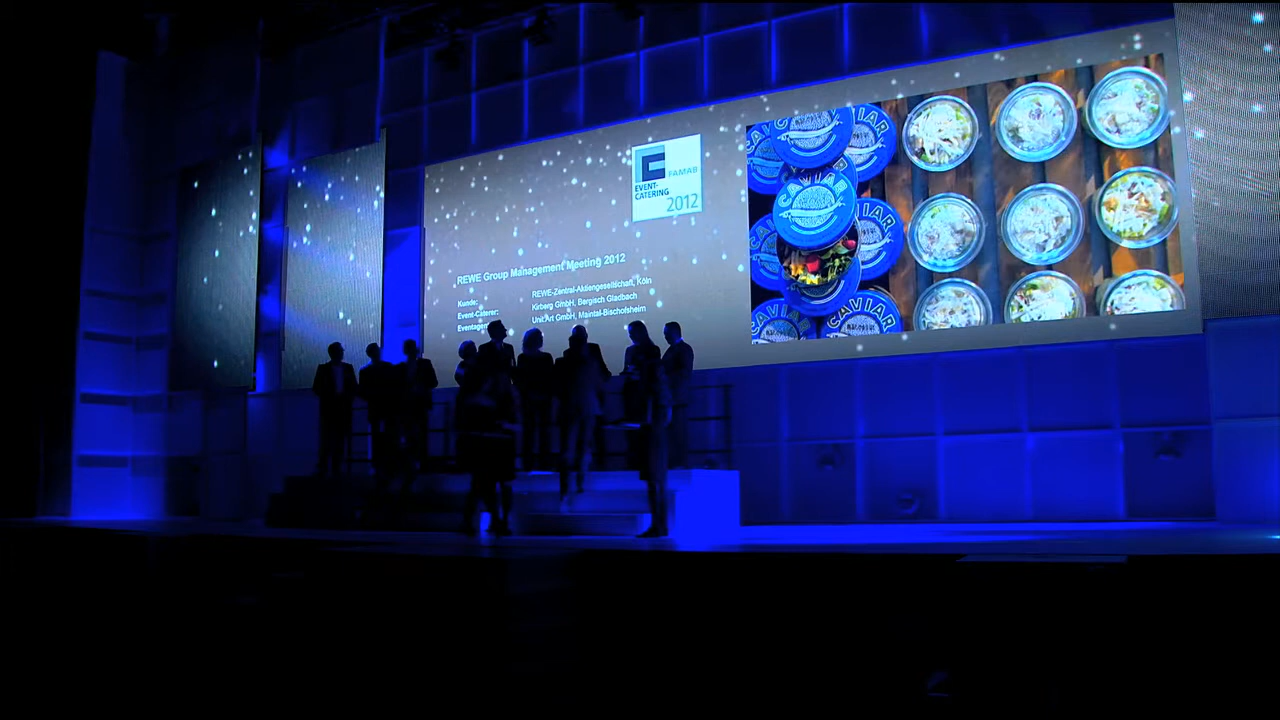 FAMAB
EVENT-
CATERING
2012
REWE Group Management Meeting 2012
Kunde: REWE-Zentral-Aktiengesellschaft, Köln
Event-Caterer: Kirberg GmbH, Bergisch Gladbach
Unit Art GmbH, Maintal-Bischofsheim
CAVIAR
CAVIAR
CAVIAR
CAVIAR